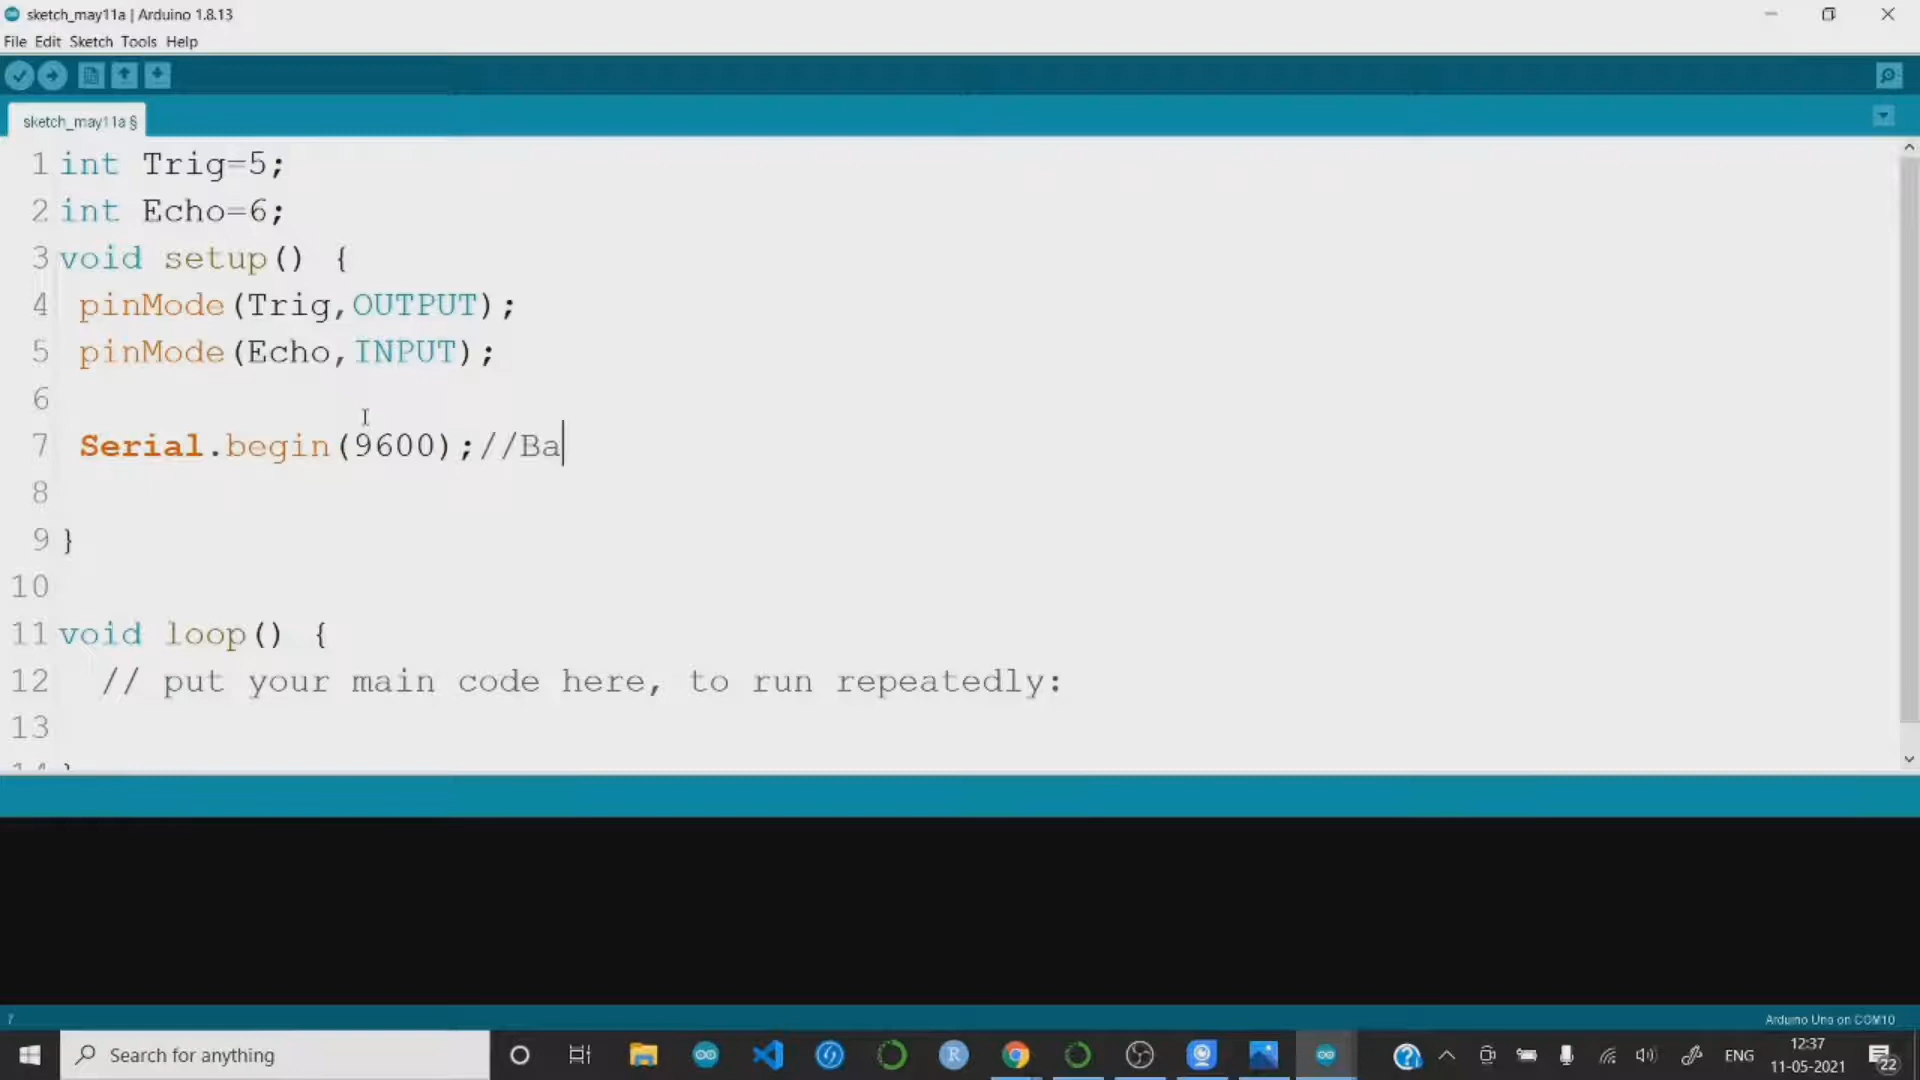 sketch_may11a | Arduino 1.8.13
File Edit Sketch Tools Help
sketch_may11a §
1 int Trig=5;
2 int Echo=6;
3 void setup() {
4 pinMode(Trig,OUTPUT);
5 pinMode(Echo,INPUT);
6
7 Serial.begin(9600);//Ba
8
9 }
10
11 void loop() {
12 // put your main code here, to run repeatedly:
13
7
Arduino Uno on COM10
Search for anything
R
ENG
12:37
11-05-2021
22